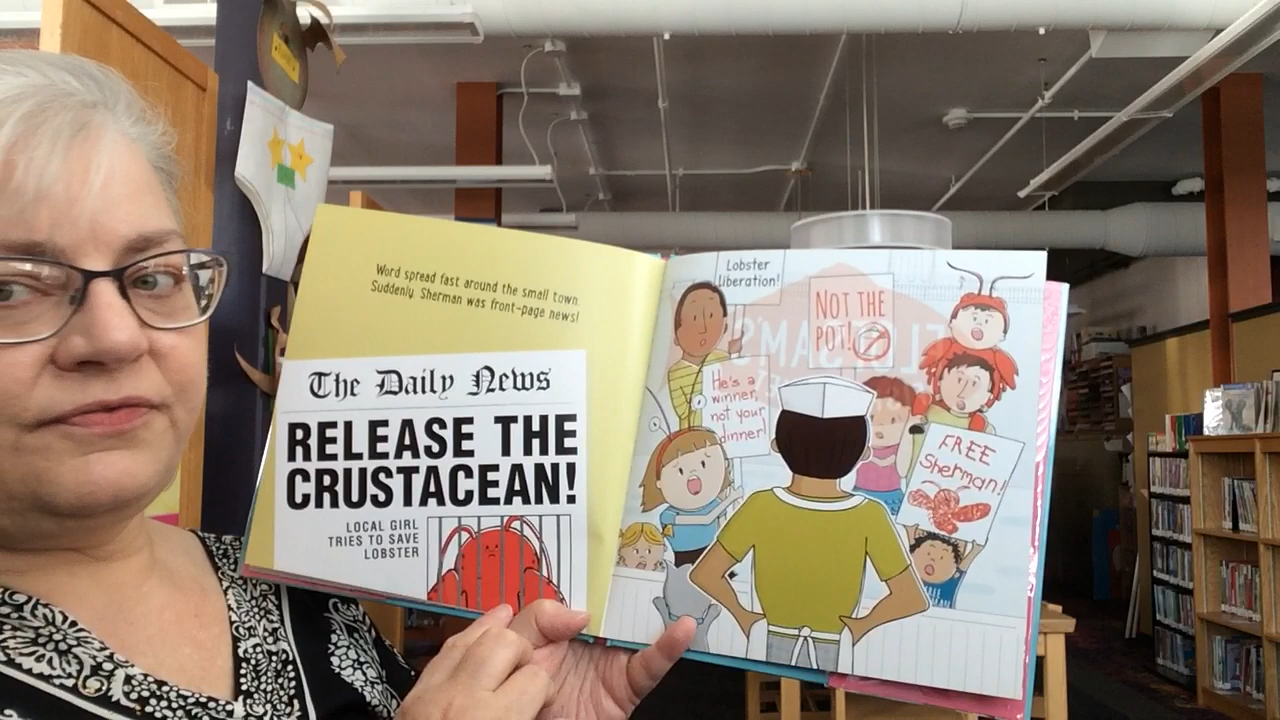 Word spread fast around the small town.
Suddenly, Sherman was front-page news!
The Daily News
RELEASE THE
CRUSTACEAN!
LOCAL GIRL
TRIES TO SAVE
LOBSTER
Lobster
liberation!
NOT THE
POT!
He's a
winner,
not your
dinner!
FREE
Sherman!